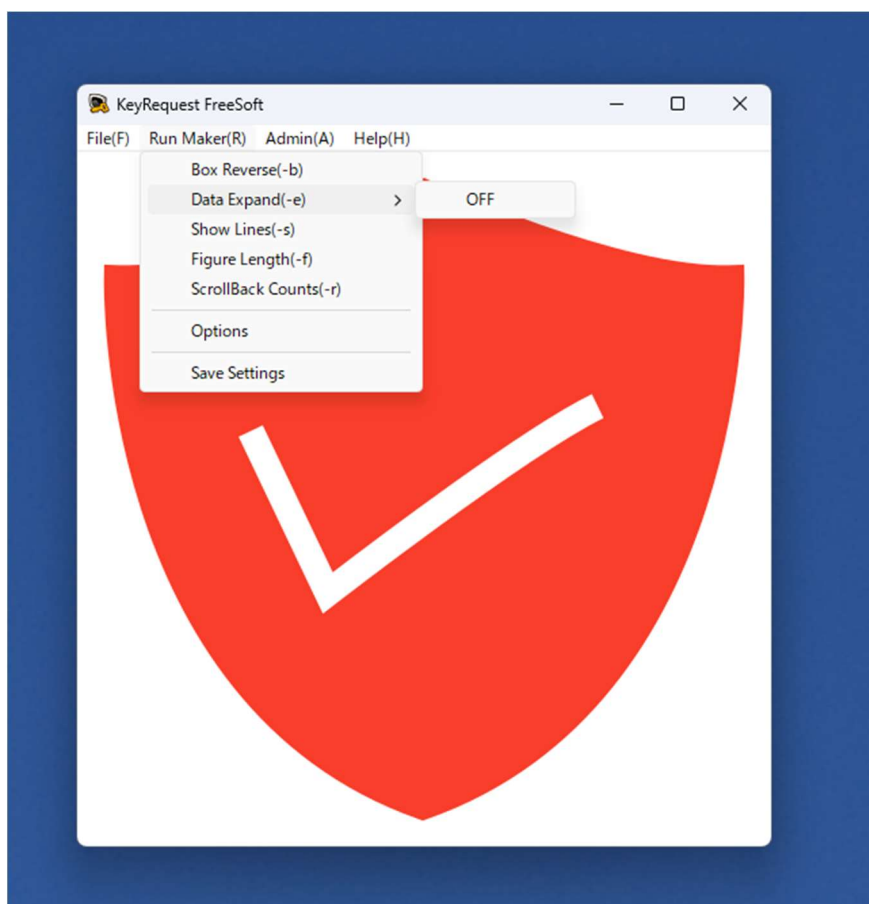 KeyRequest FreeSoft
File(F) Run Maker(R) Admin(A) Help(H)
Box Reverse(-b)
Data Expand(-e) OFF
Show Lines(-s)
Figure Length(-f)
ScrollBack Counts(-r)
Options
Save Settings